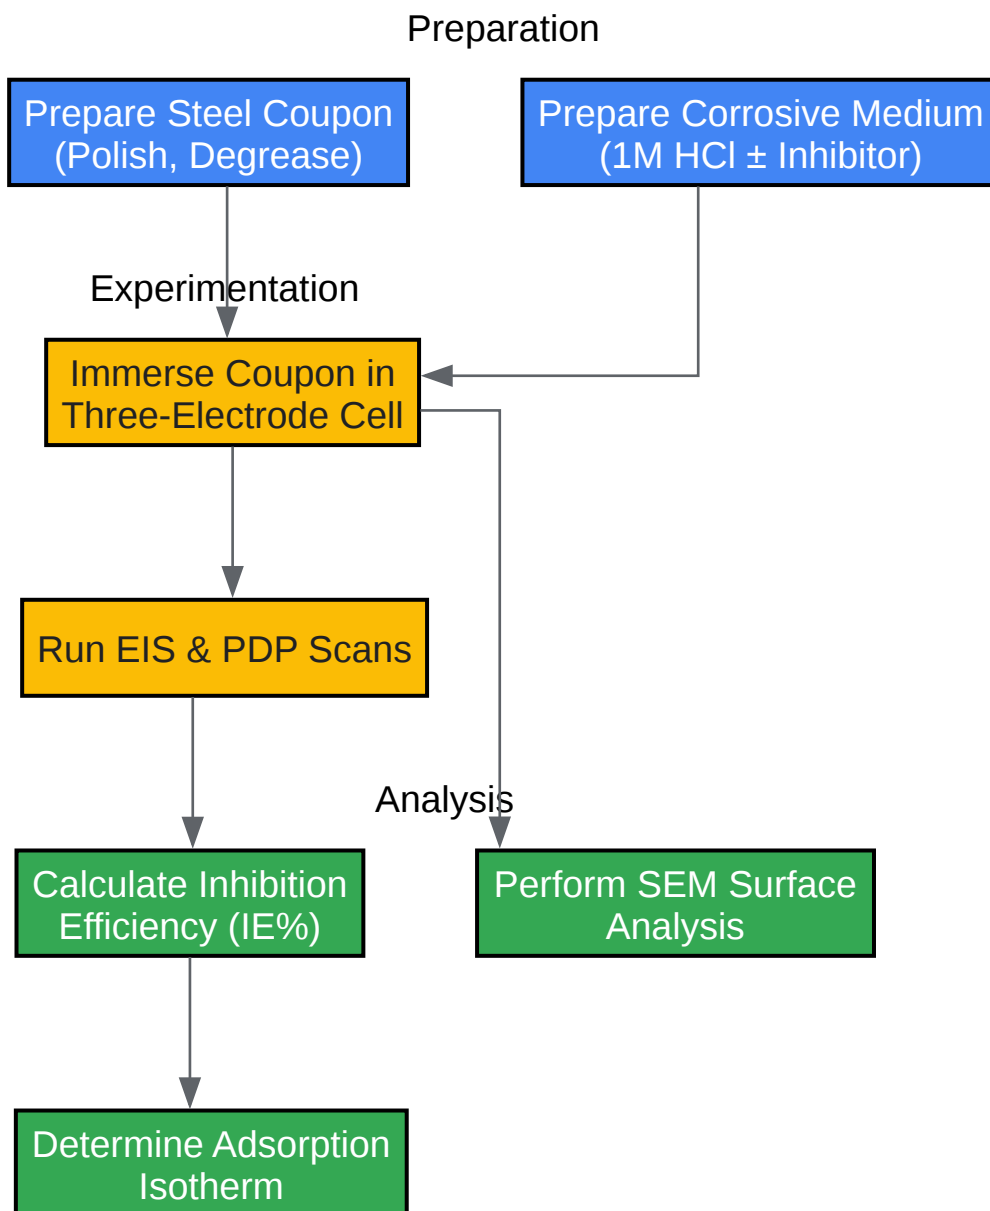 Preparation
Prepare Steel Coupon
(Polish, Degrease)
Prepare Corrosive Medium
(1M HCl ± Inhibitor)
Experimentation
Immerse Coupon in
Three-Electrode Cell
Run EIS & PDP Scans
Analysis
Calculate Inhibition
Efficiency (IE%)
Perform SEM Surface
Analysis
Determine Adsorption
Isotherm